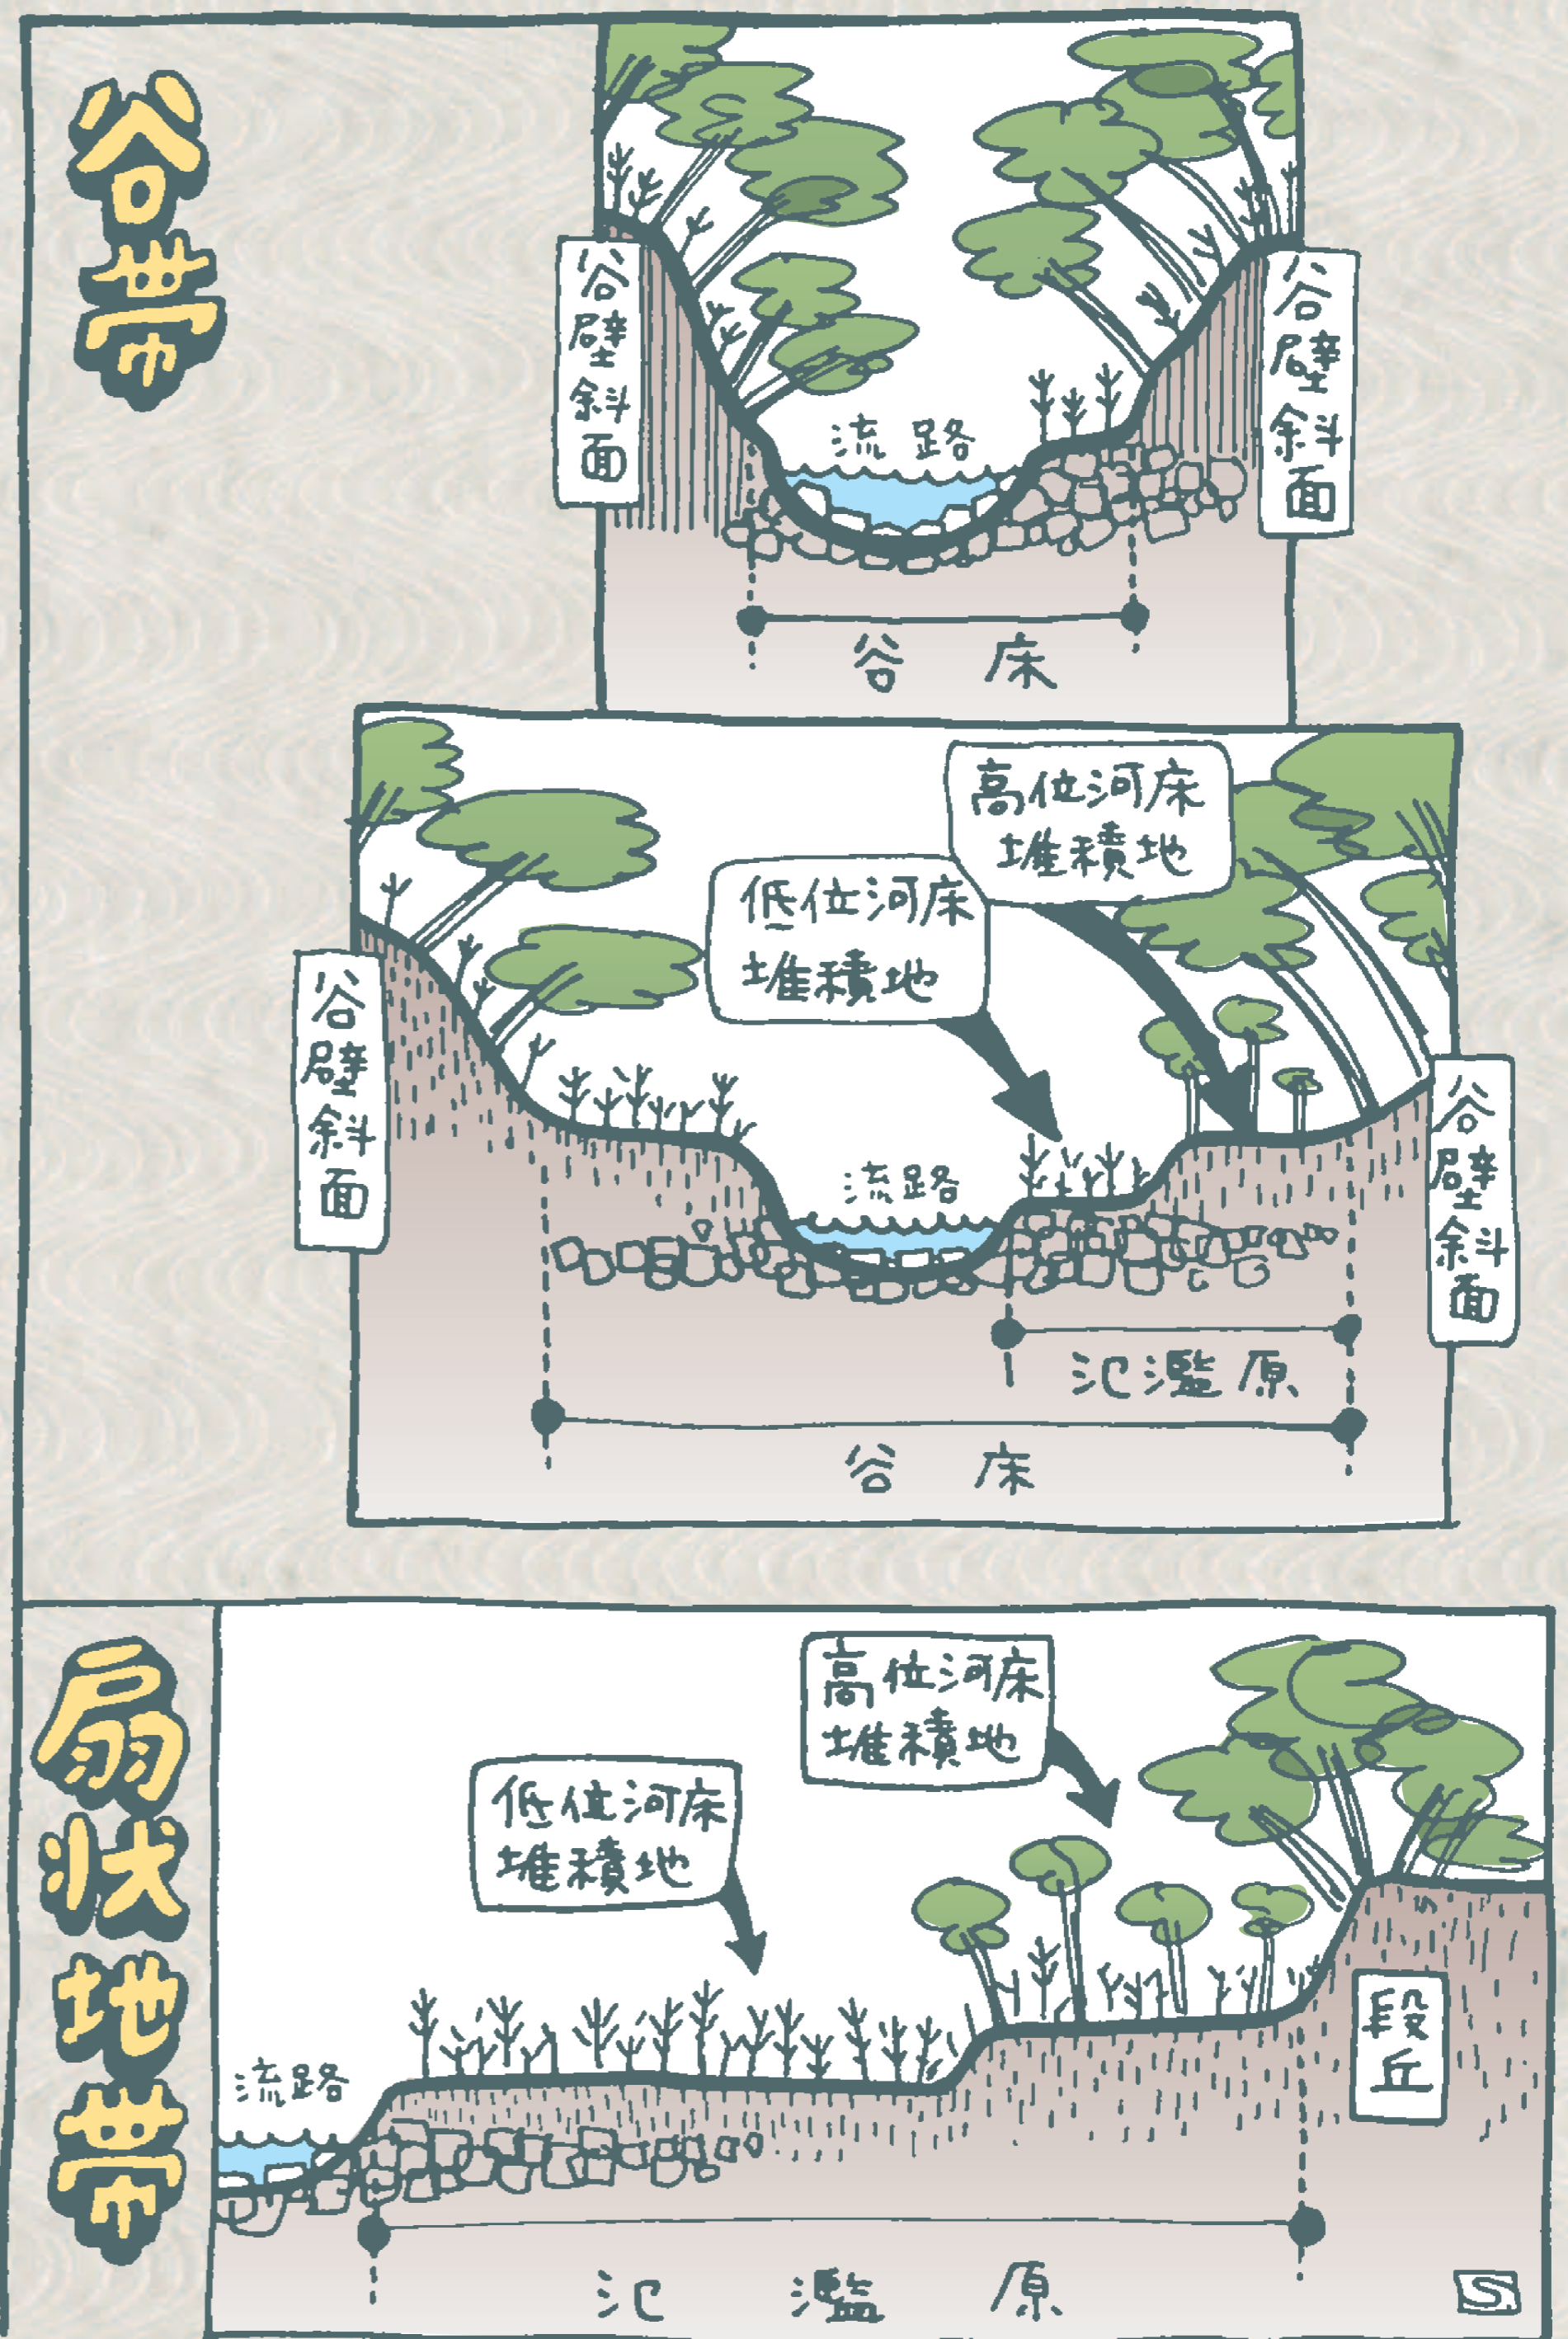 谷帯
谷壁斜面
流路
谷壁斜面
谷床
高位河床
堆積地
低位河床
堆積地
谷壁斜面
流路
谷壁斜面
氾濫原
谷床
扇状地帯
高位河床
堆積地
低位河床
堆積地
段丘
流路
氾濫原
S